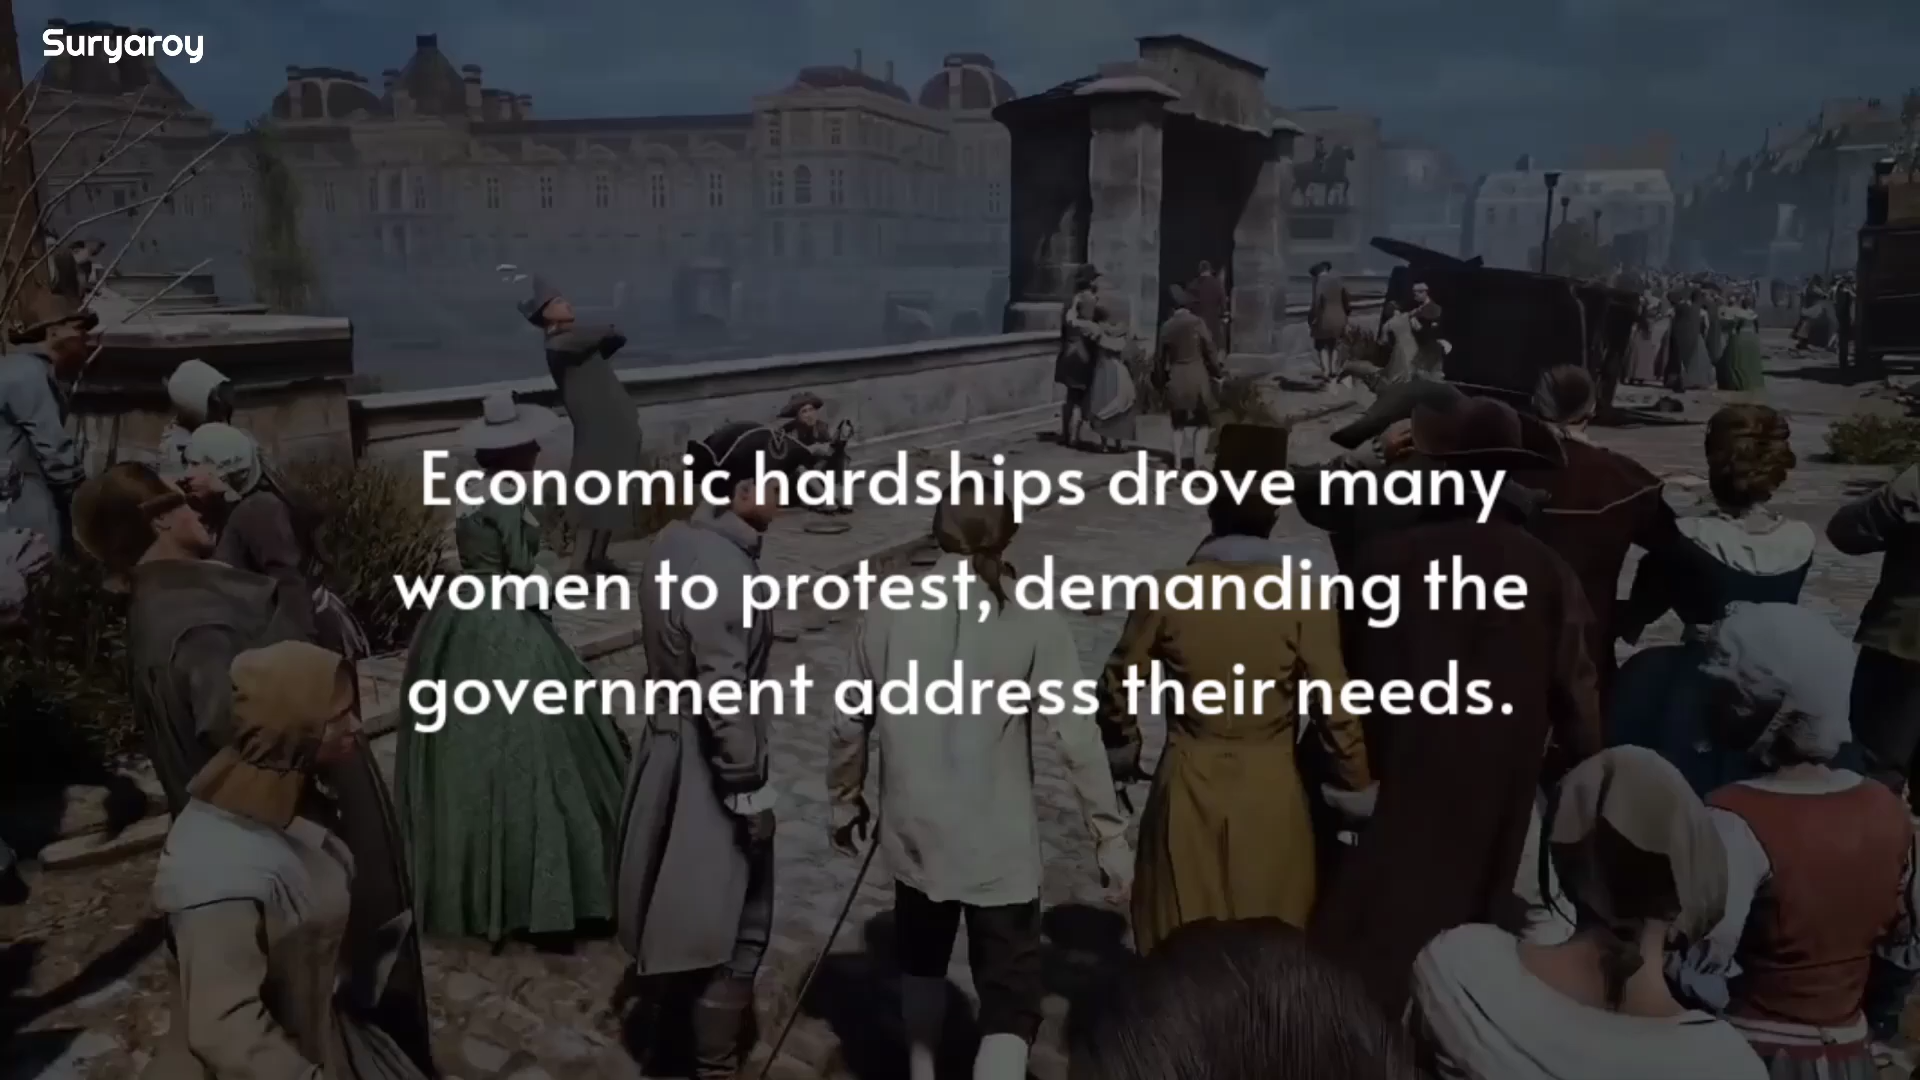 Suryaroy
Economic hardships drove many
women to protest, demanding the
government address their needs.